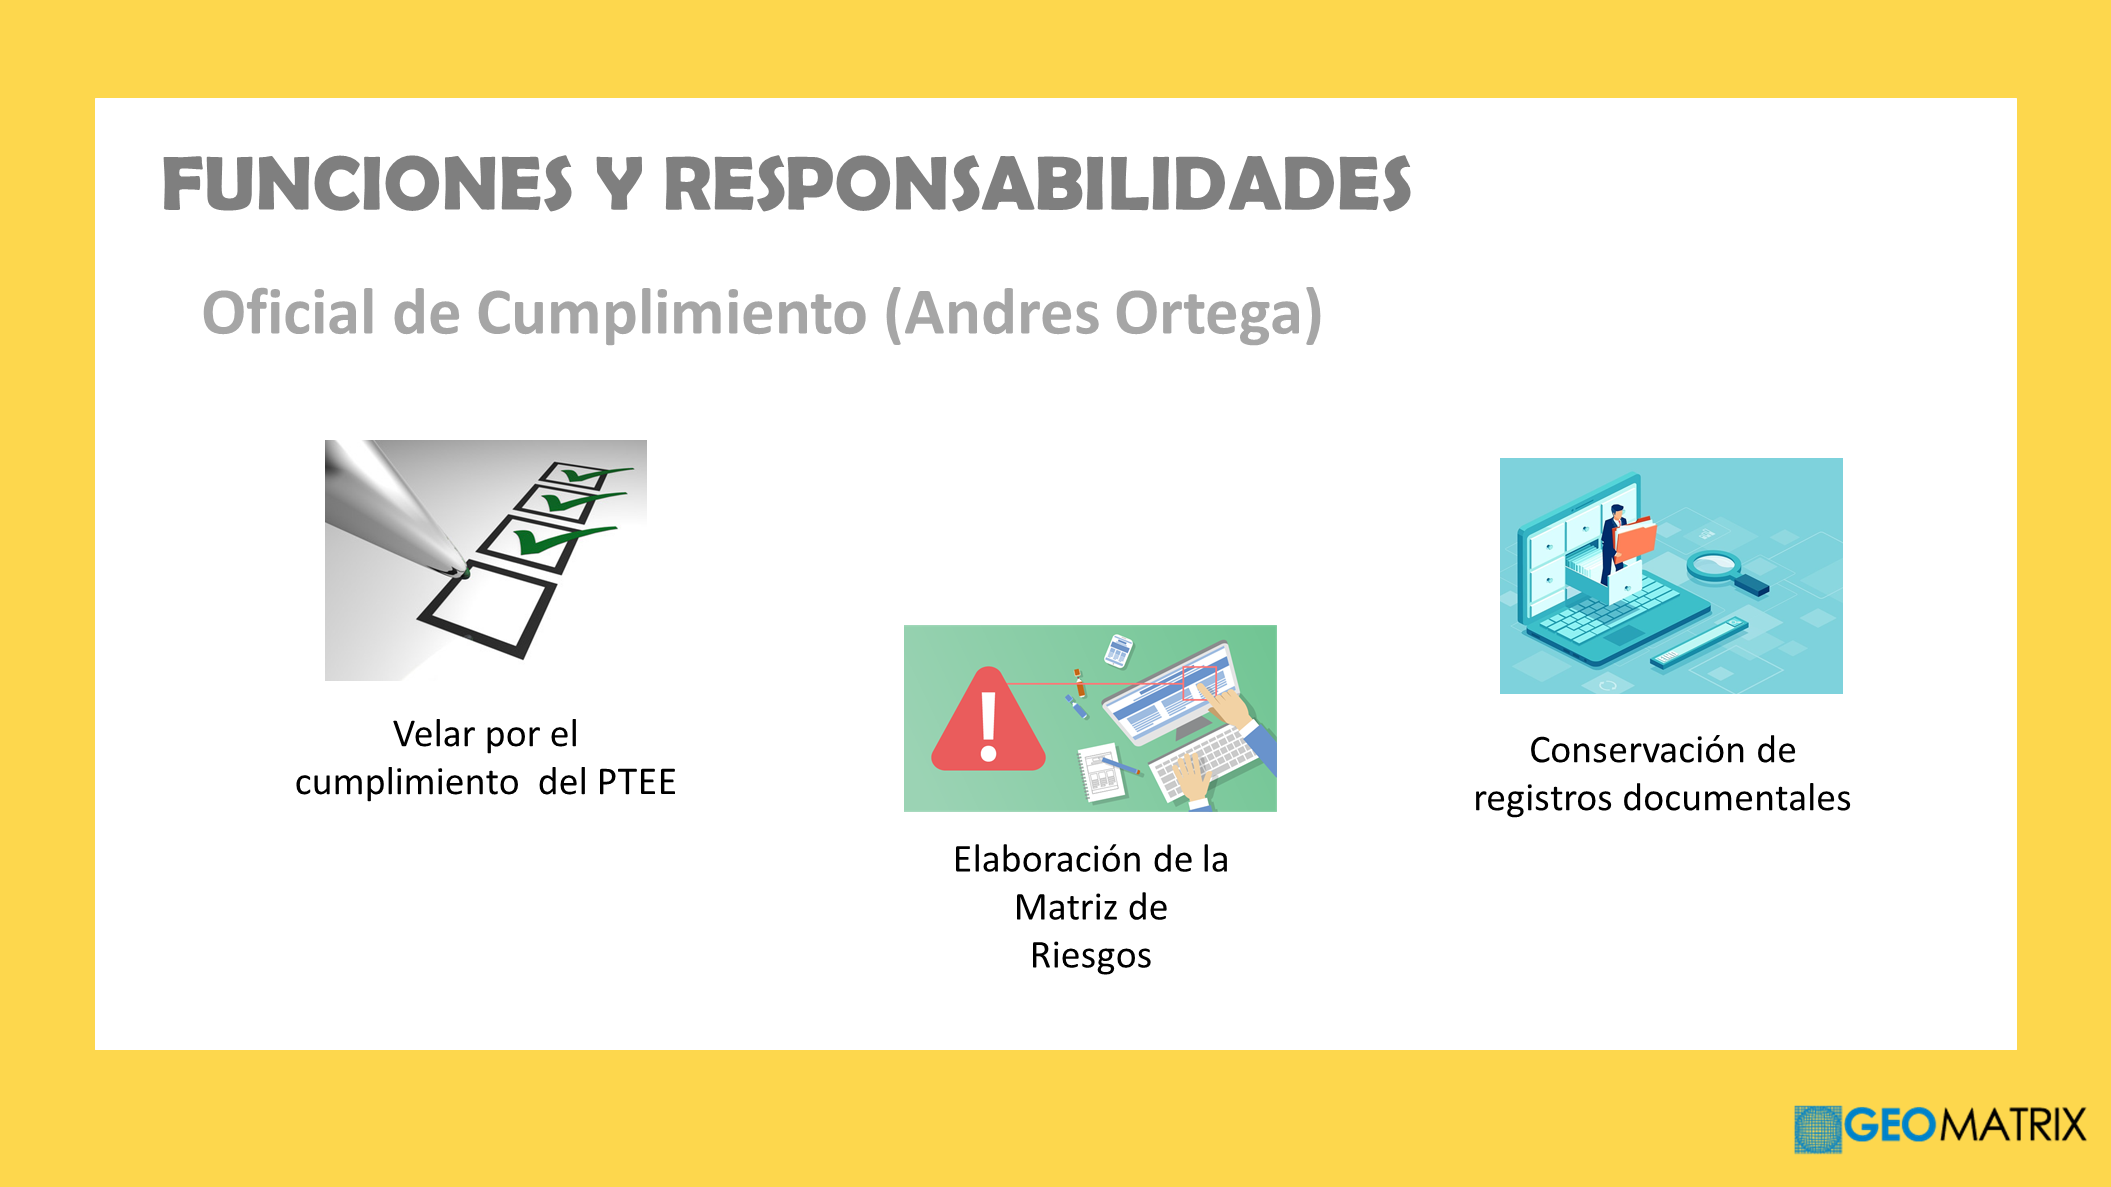 FUNCIONES Y RESPONSABILIDADES
Oficial de Cumplimiento (Andres Ortega)
Velar por el
cumplimiento  del PTEE
Elaboración de la
Matriz de
Riesgos
Conservación de
registros documentales
GEOMATRIX